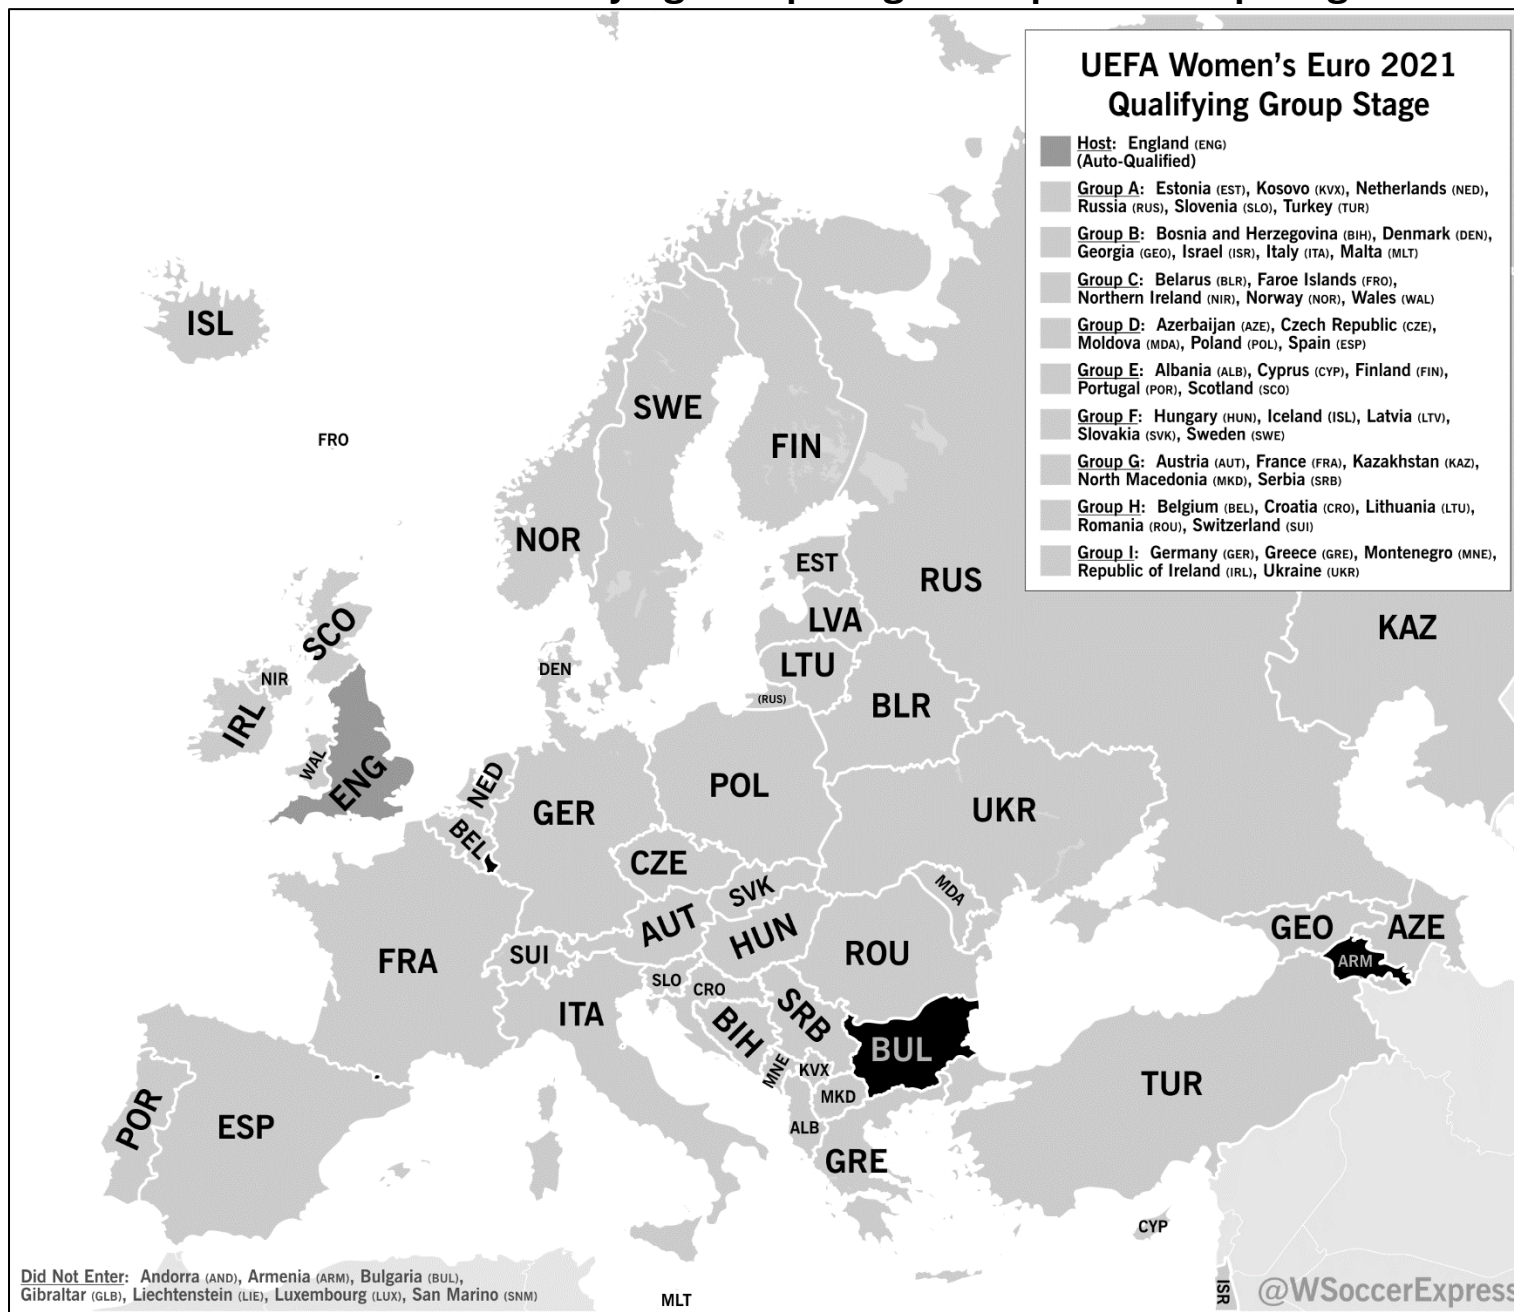 UEFA Women's Euro 2021
Qualifying Group Stage
Host: England (ENG)
(Auto-Qualified)
Group A: Estonia (EST), Kosovo (KVX), Netherlands (NED),
Russia (RUS), Slovenia (SLO), Turkey (TUR)
Group B: Bosnia and Herzegovina (BIH), Denmark (DEN),
Georgia (GEO), Israel (ISR), Italy (ITA), Malta (MLT)
Group C: Belarus (BLR), Faroe Islands (FRO),
Northern Ireland (NIR), Norway (NOR), Wales (WAL)
Group D: Azerbaijan (AZE), Czech Republic (CZE),
Moldova (MDA), Poland (POL), Spain (ESP)
Group E: Albania (ALB), Cyprus (CYP), Finland (FIN),
Portugal (POR), Scotland (SCO)
Group F: Hungary (HUN), Iceland (ISL), Latvia (LTV),
Slovakia (SVK), Sweden (SWE)
Group G: Austria (AUT), France (FRA), Kazakhstan (KAZ),
North Macedonia (MKD), Serbia (SRB)
Group H: Belgium (BEL), Croatia (CRO), Lithuania (LTU),
Romania (ROU), Switzerland (SUI)
Group I: Germany (GER), Greece (GRE), Montenegro (MNE),
Republic of Ireland (IRL), Ukraine (UKR)
ISL
SWE
FRO
FIN
NOR
EST
RUS
SCO
LVA
KAZ
LTU
DEN
NIR
(RUS)
BLR
IRL
WAL
ENG
NED
POL
GER
UKR
BEL
CZE
SVK
MDA
AUT
HUN
GEO
AZE
FRA
SUI
ROU
ARM
SLO
CRO
ITA
SRB
BIH
BUL
MNE
KVX
TUR
MKD
POR
ESP
ALB
GRE
CYP
ISR
MLT
Did Not Enter: Andorra (AND), Armenia (ARM), Bulgaria (BUL),
Gibraltar (GLB), Liechtenstein (LIE), Luxembourg (LUX), San Marino (SNM)
@WSoccerExpress